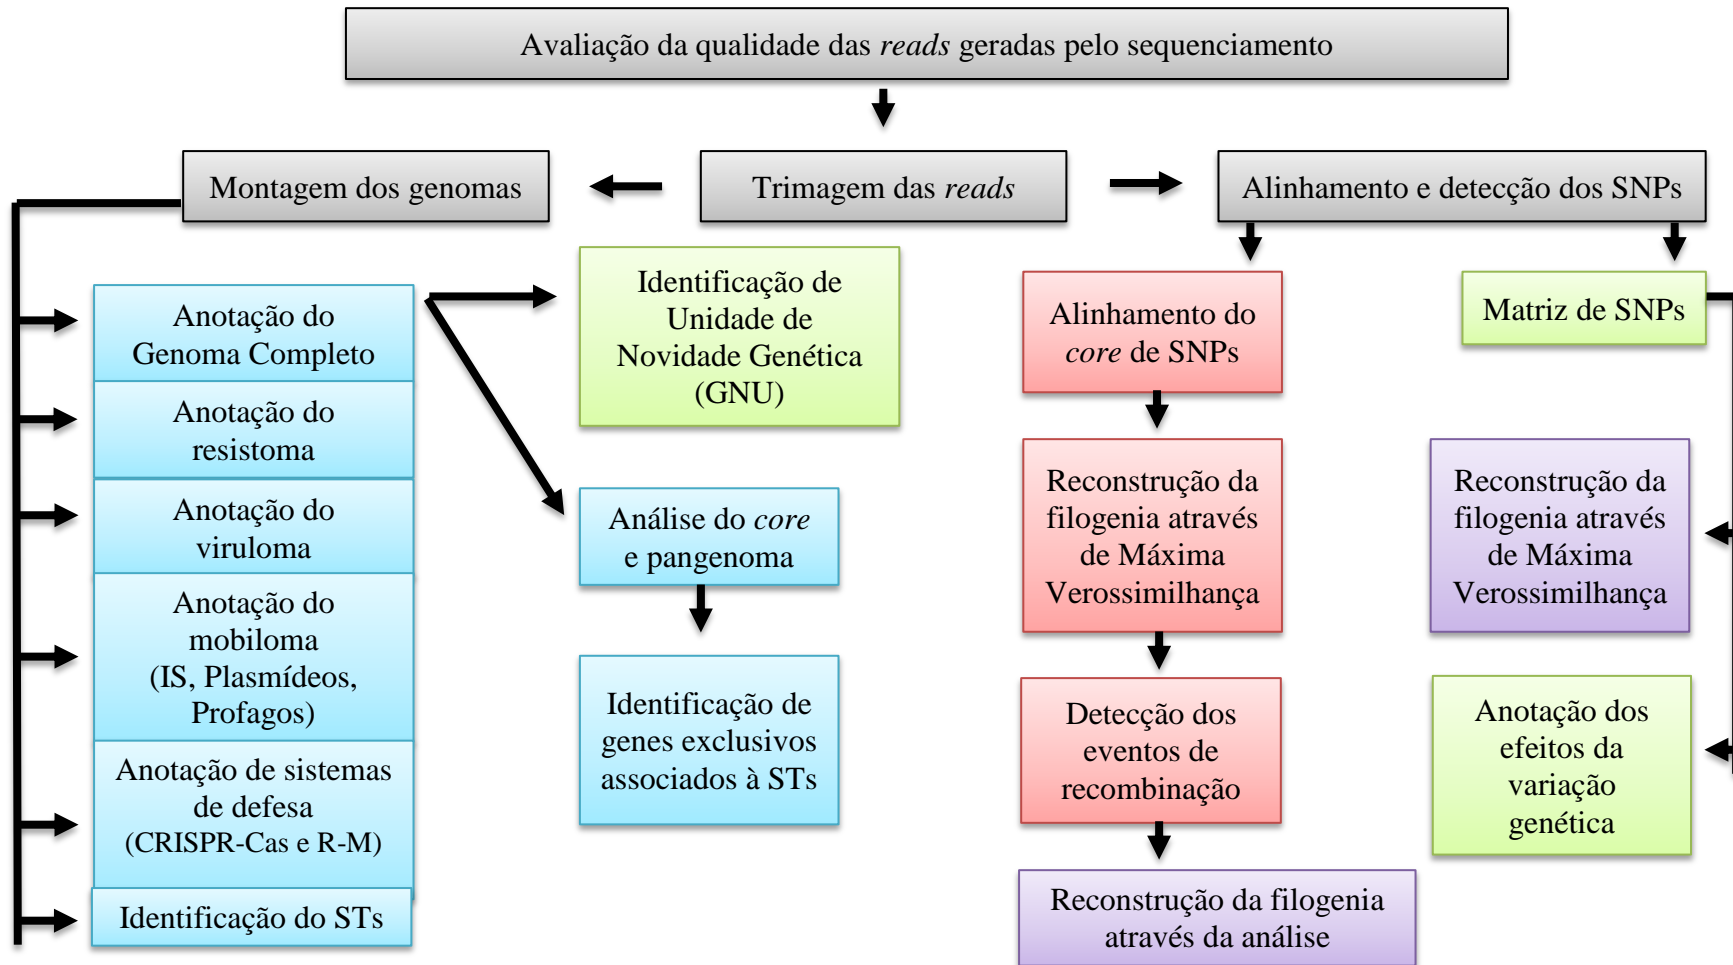 Avaliação da qualidade das reads geradas pelo sequenciamento
Montagem dos genomas
Trimagem das reads
Alinhamento e detecção dos SNPs
Anotação do
Genoma Completo
Anotação do
resistoma
Anotação do
viruloma
Anotação do
mobiloma
(IS, Plasmídeos,
Profagos)
Anotação de sistemas
de defesa
(CRISPR-Cas e R-M)
Identificação do STs
Identificação de
Unidade de
Novidade Genética
(GNU)
Análise do core
e pangenoma
Identificação de
genes exclusivos
associados à STs
Alinhamento do
core de SNPs
Reconstrução da
filogenia através
de Máxima
Verossimilhança
Detecção dos
eventos de
recombinação
Reconstrução da filogenia
através da análise
Matriz de SNPs
Reconstrução da
filogenia através
de Máxima
Verossimilhança
Anotação dos
efeitos da
variação
genética